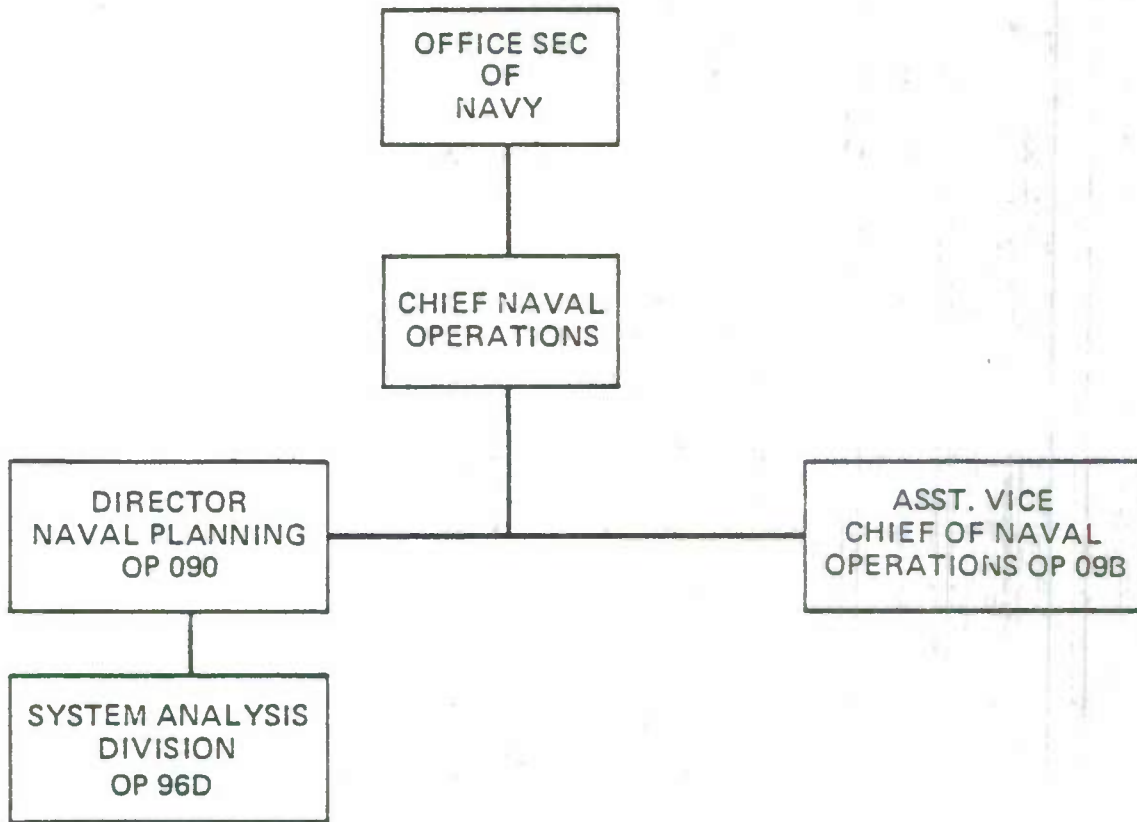 OFFICE SEC
OF
NAVY
CHIEF NAVAL
OPERATIONS
DIRECTOR
NAVAL PLANNING
OP 090
ASST. VICE
CHIEF OF NAVAL
OPERATIONS OP 09B
SYSTEM ANALYSIS
DIVISION
OP 96D